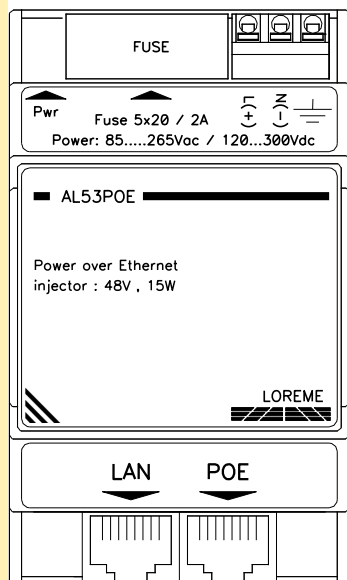 FUSE
Pwr
Fuse 5x20 / 2A
L(+) N(-)
Power: 85.....265Vac / 120...300Vdc
AL53POE
Power over Ethernet
injector : 48V , 15W
LOREME
LAN POE